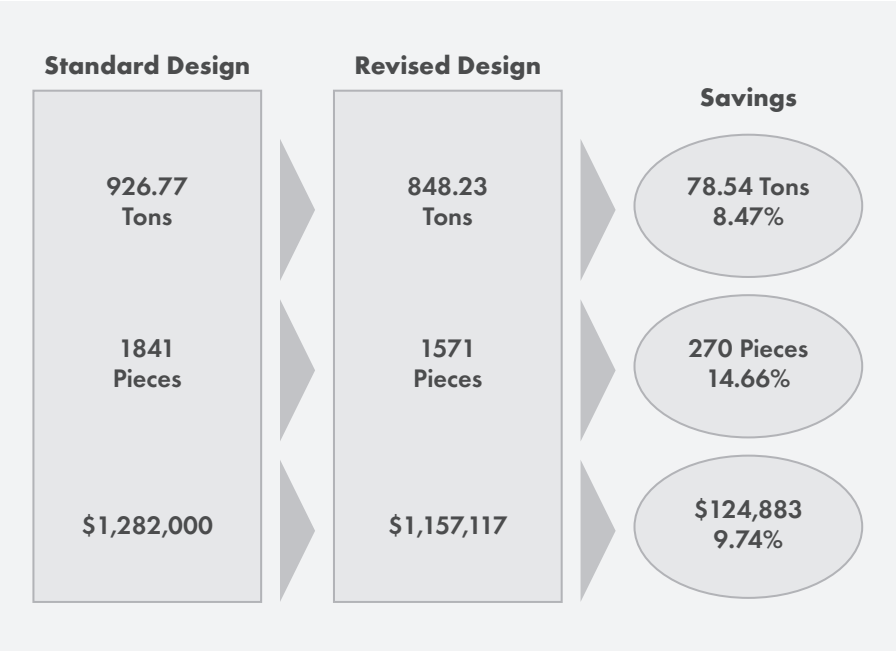 Standard Design
Revised Design
Savings
926.77
Tons
848.23
Tons
78.54 Tons
8.47%
1841
Pieces
1571
Pieces
270 Pieces
14.66%
$1,282,000
$1,157,117
$124,883
9.74%